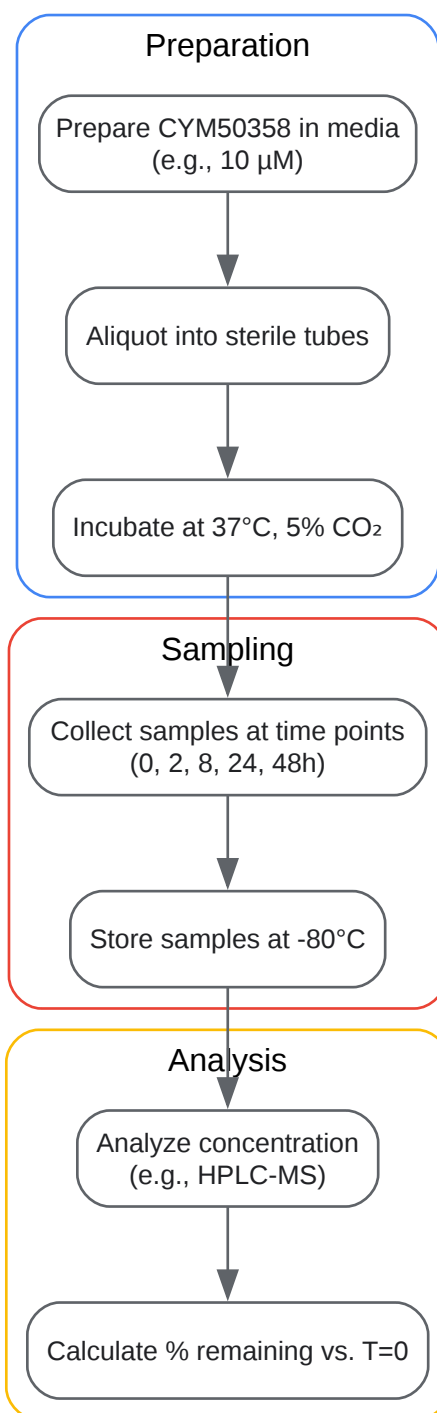 Preparation
Prepare CYM50358 in media
(e.g., 10 µM)
Aliquot into sterile tubes
Incubate at 37°C, 5% CO₂
Sampling
Collect samples at time points
(0, 2, 8, 24, 48h)
Store samples at -80°C
Analysis
Analyze concentration
(e.g., HPLC-MS)
Calculate % remaining vs. T=0